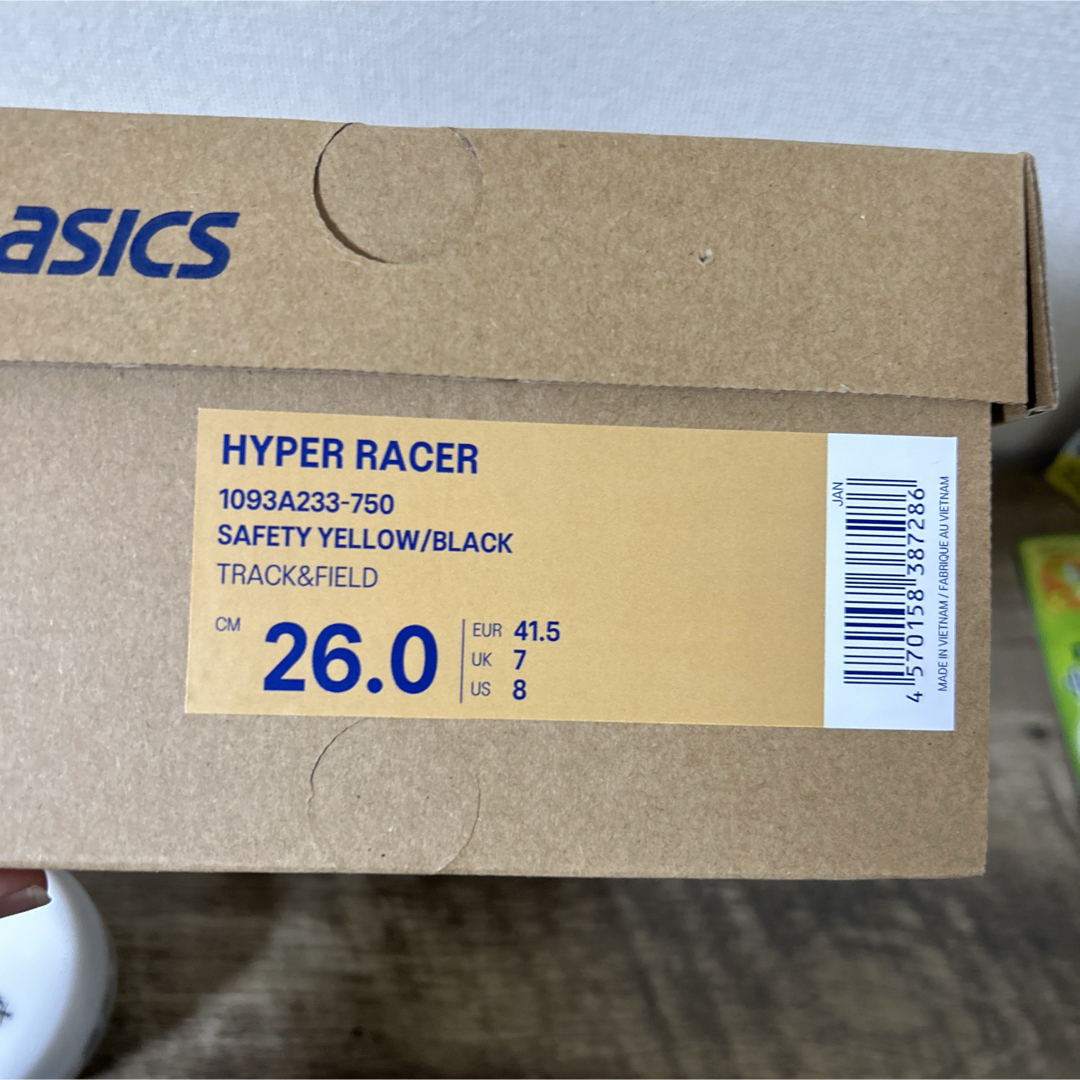 asics
HYPER RACER
1093A233-750
SAFETY YELLOW/BLACK
TRACK&FIELD
CM 26.0
EUR 41.5
UK 7
US 8
JAN
4 570158 387286
MADE IN VIETNAM / FABRIQUE AU VIETNAM